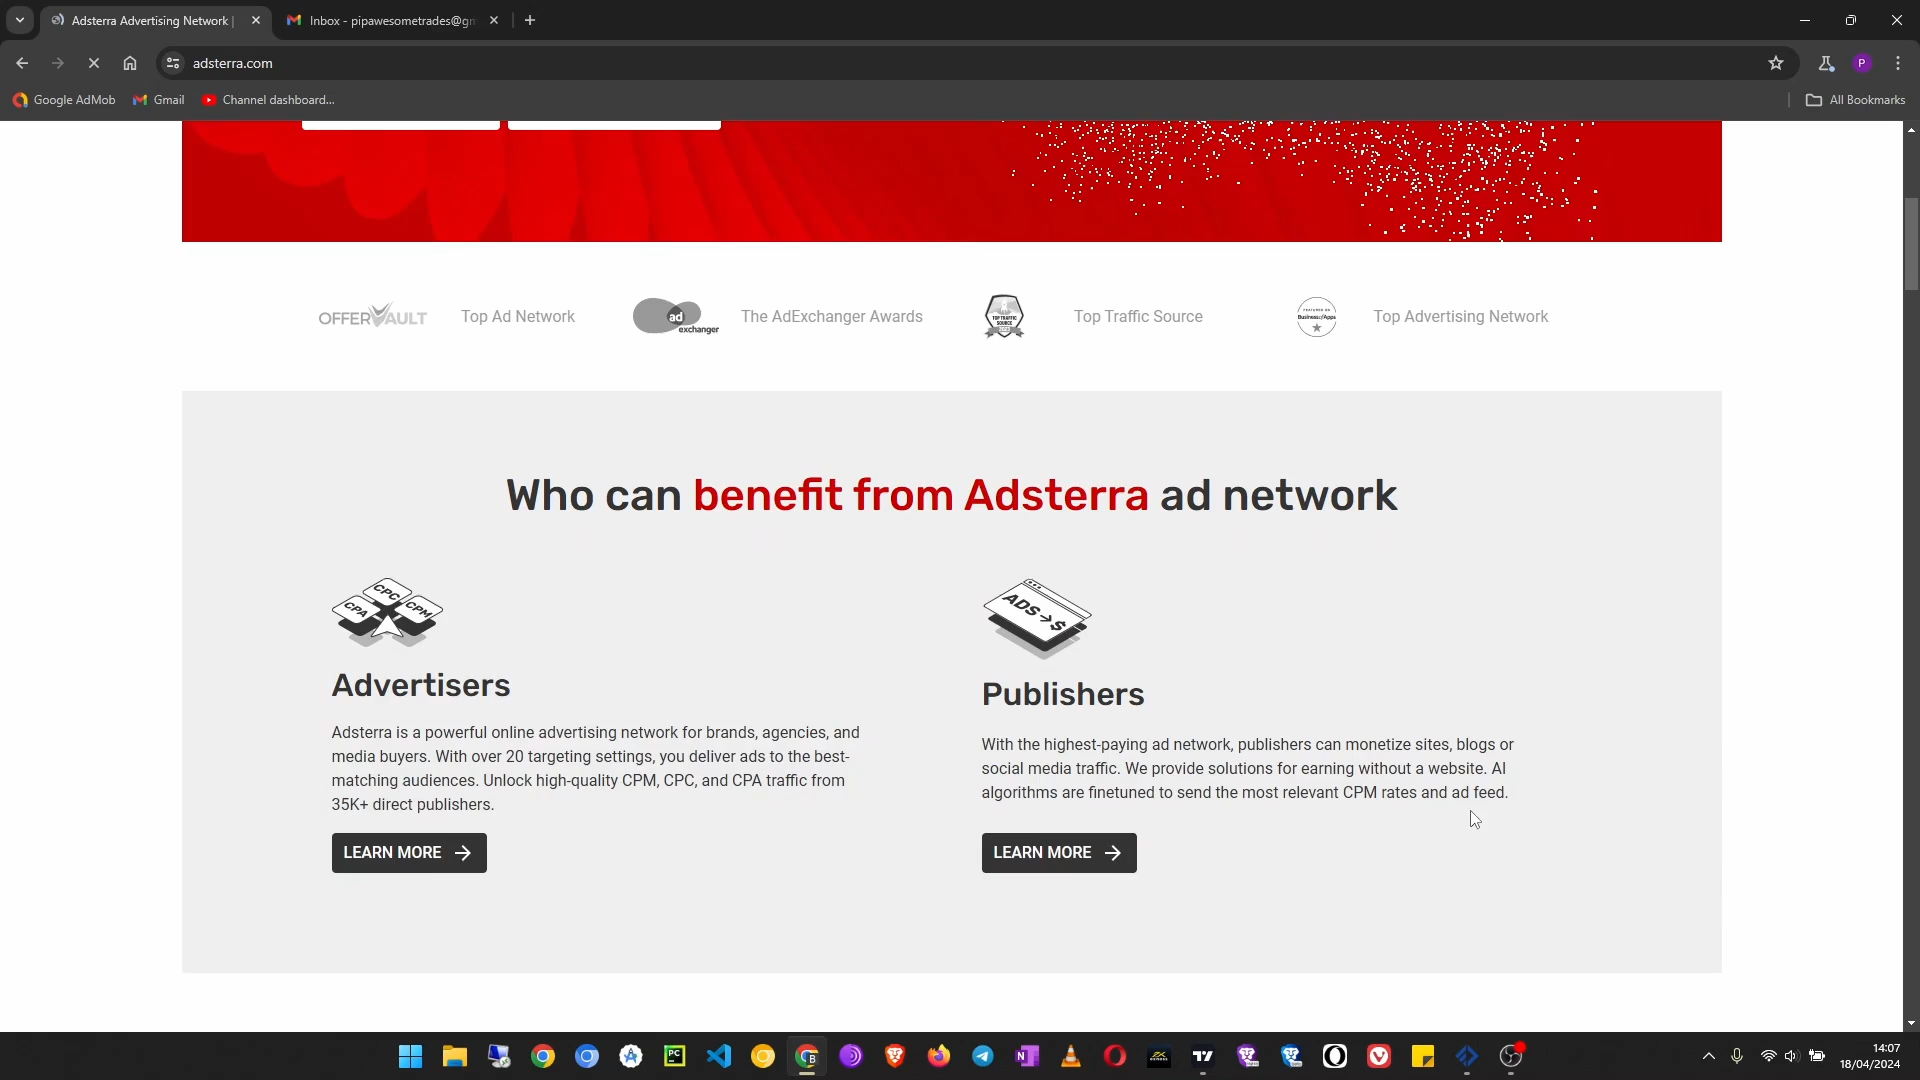 Adsterra Advertising Network |
Inbox - pipawesometrades@gm
adsterra.com
P
Google AdMob
Gmail
Channel dashboard...
All Bookmarks
OFFERVAULT
Top Ad Network
ad exchanger
The AdExchanger Awards
TOP TRAFFIC SOURCE
Top Traffic Source
FEATURED ON
BusinessofApps
Top Advertising Network
Who can benefit from Adsterra ad network
CPA CPC CPM
ADS→$
Advertisers
Publishers
Adsterra is a powerful online advertising network for brands, agencies, and
media buyers. With over 20 targeting settings, you deliver ads to the best-
matching audiences. Unlock high-quality CPM, CPC, and CPA traffic from
35K+ direct publishers.
With the highest-paying ad network, publishers can monetize sites, blogs or
social media traffic. We provide solutions for earning without a website. AI
algorithms are finetuned to send the most relevant CPM rates and ad feed.
LEARN MORE →
LEARN MORE →
14:07
18/04/2024